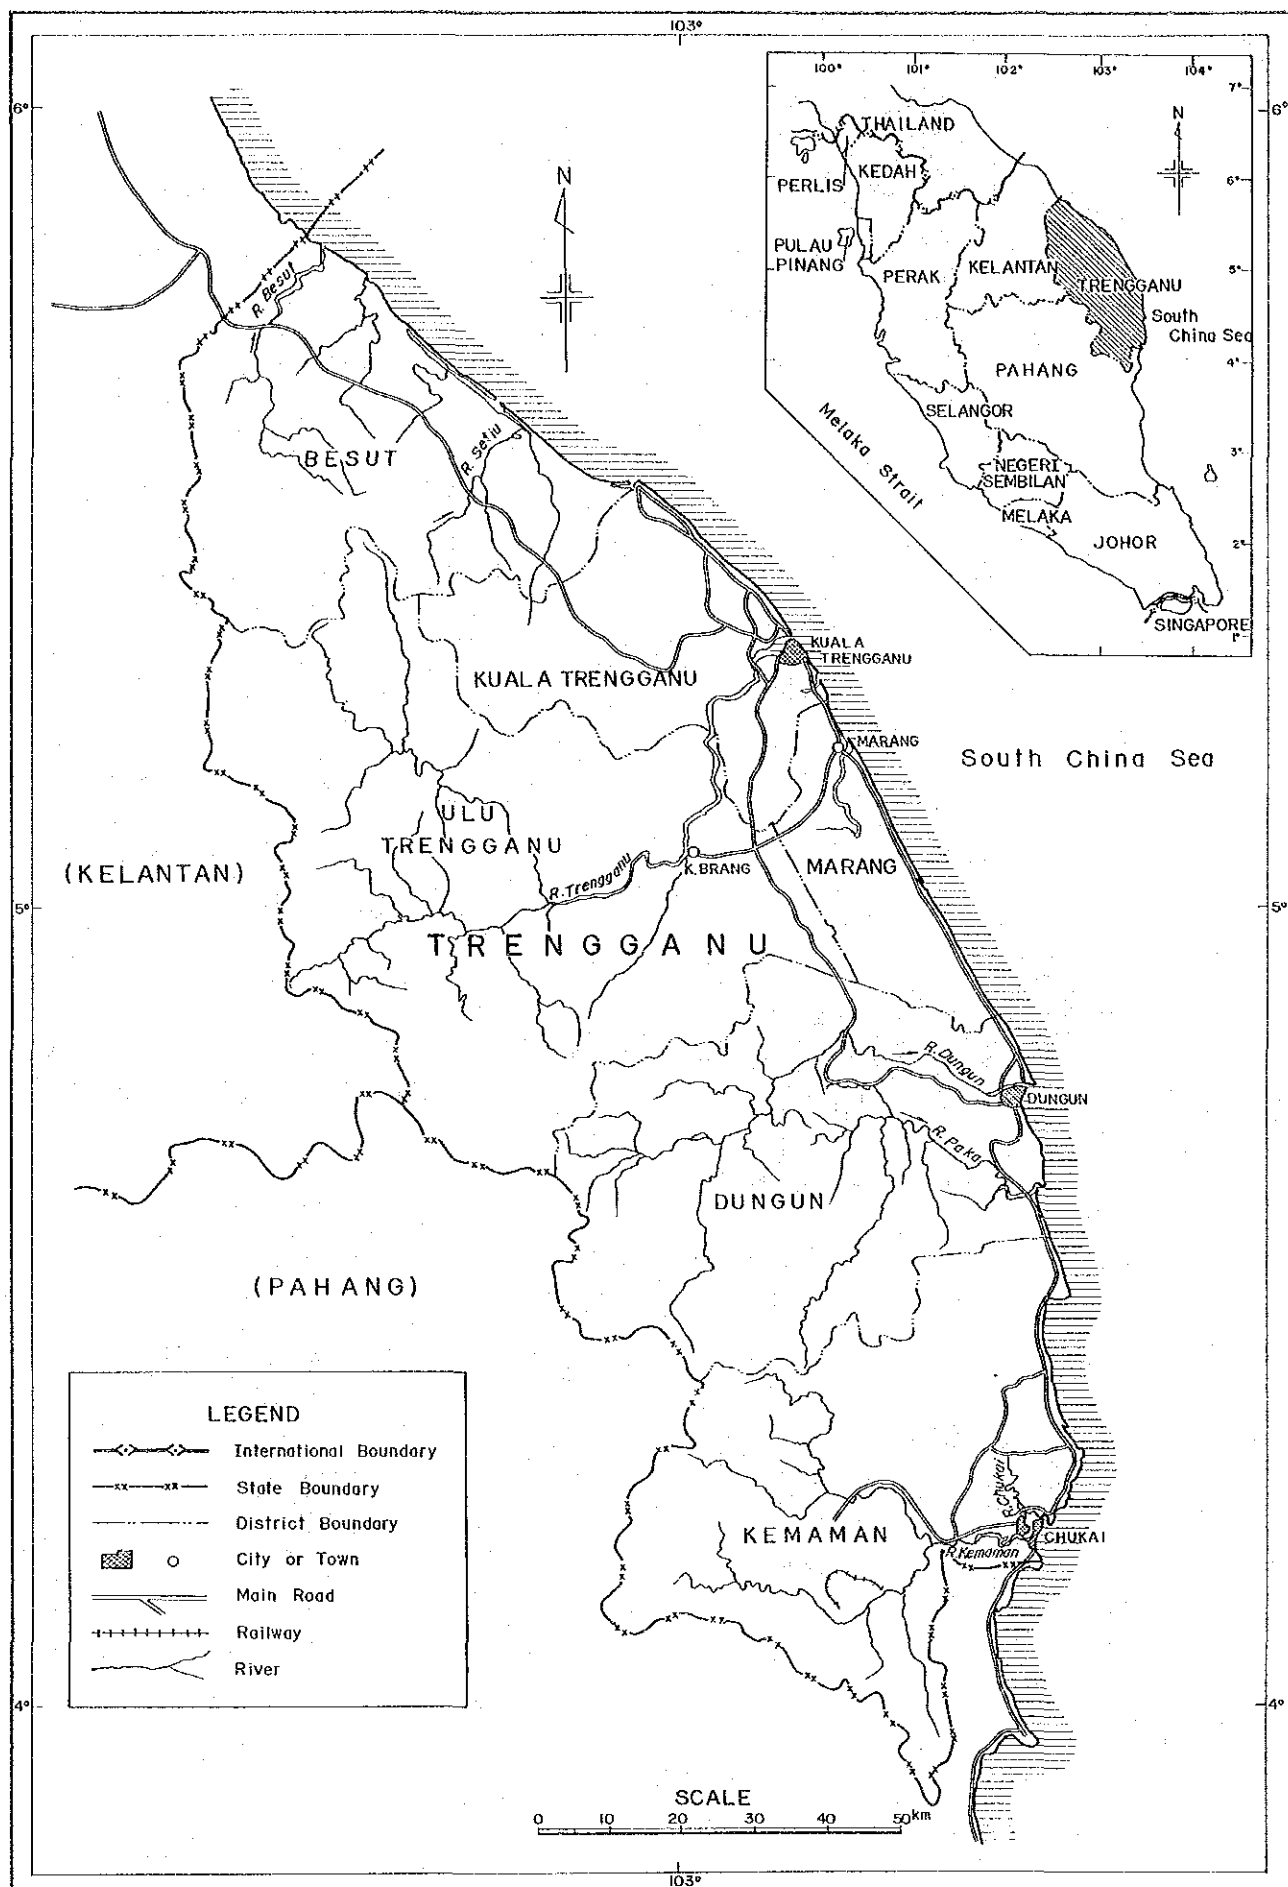 103°
6°
6°
100° 101° 102° 103° 104°
7°
N
THAILAND
KEDAH
PERLIS
6°
PULAU
PINANG
PERAK
KELANTAN
5°
TRENGGANU
South
China Sea
4°
PAHANG
SELANGOR
Melaka Strait
3°
NEGERI
SEMBILAN
MELAKA
JOHOR
2°
SINGAPORE
1°
N
R. Besut
BESUT
R. Setiu
KUALA
TRENGGANU
KUALA TRENGGANU
MARANG
South China Sea
ULU
TRENGGANU
(KELANTAN)
R. Trengganu
K. BRANG
MARANG
5°
5°
TRENGGANU
R. Dungun
DUNGUN
R. Paka
DUNGUN
(PAHANG)
LEGEND
International Boundary
State Boundary
District Boundary
City or Town
Main Road
Railway
River
R. Chukai
KEMAMAN
CHUKAI
R. Kemaman
4°
4°
SCALE
0 10 20 30 40 50 km
103°